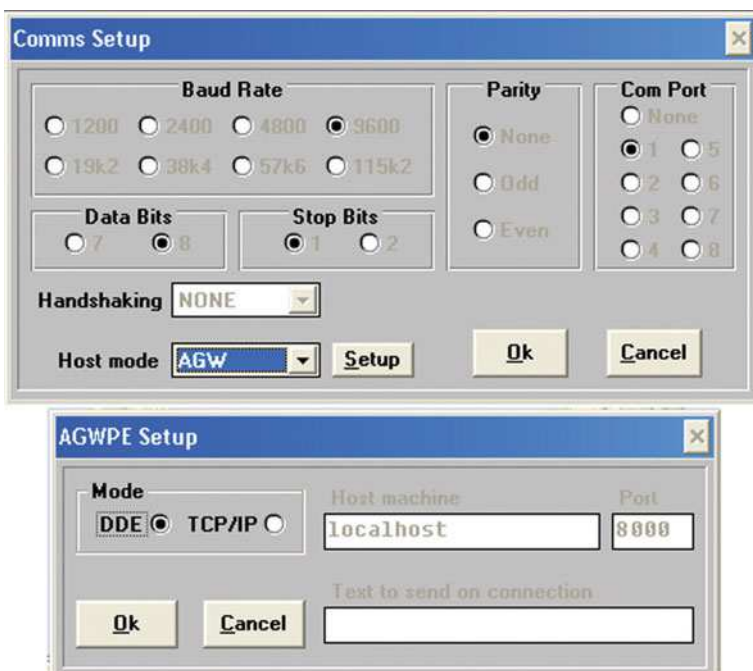 Comms Setup
Baud Rate
1200 2400 4800 9600
19k2 38k4 57k6 115k2
Parity
None
Odd
Even
Com Port
None
1 5
2 6
3 7
4 8
Data Bits
7 8
Stop Bits
1 2
Handshaking NONE
Host mode AGW Setup
Ok Cancel
AGWPE Setup
Mode
DDE TCP/IP
Host machine
localhost
Port
8000
Text to send on connection
Ok Cancel